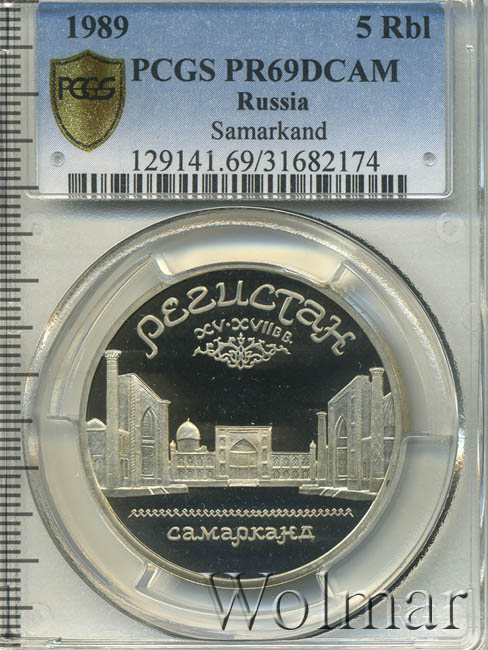 1989 5 Rbl
PCGS PCGS PR69DCAM
Russia
Samarkand
129141.69/31682174
РЕГИСТАН
XV-XVIIВВ.
САМАРКАНД
Wolmar